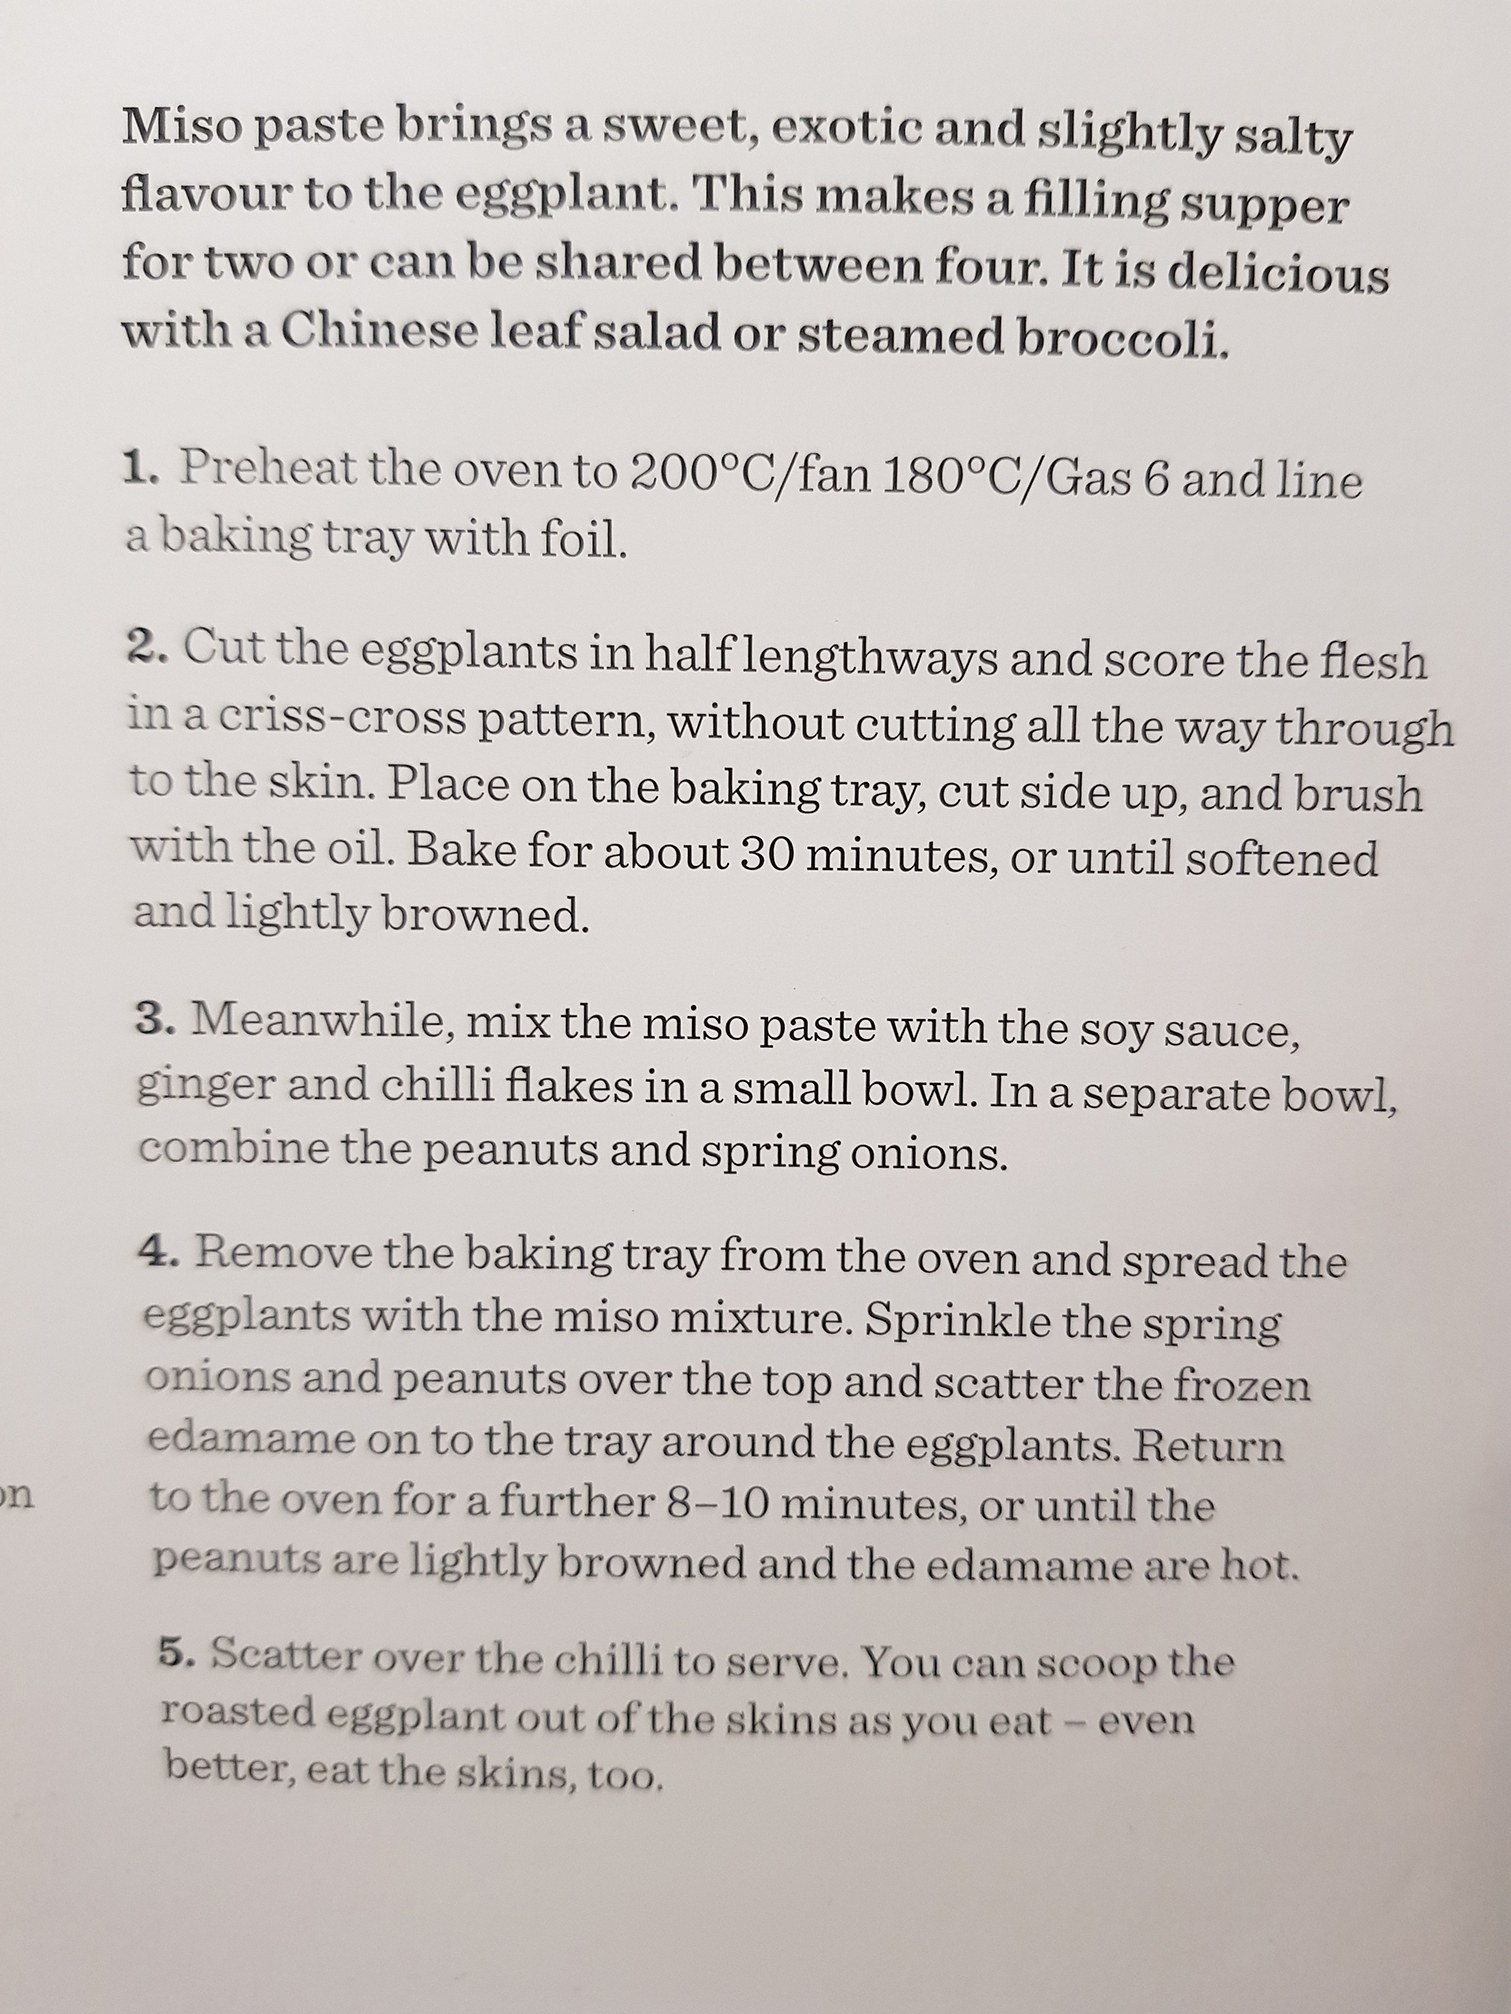 Miso paste brings a sweet, exotic and slightly salty
flavour to the eggplant. This makes a filling supper
for two or can be shared between four. It is delicious
with a Chinese leaf salad or steamed broccoli.
1. Preheat the oven to 200°C/fan 180°C/Gas 6 and line
a baking tray with foil.
2. Cut the eggplants in half lengthways and score the flesh
in a criss-cross pattern, without cutting all the way through
to the skin. Place on the baking tray, cut side up, and brush
with the oil. Bake for about 30 minutes, or until softened
and lightly browned.
3. Meanwhile, mix the miso paste with the soy sauce,
ginger and chilli flakes in a small bowl. In a separate bowl,
combine the peanuts and spring onions.
4. Remove the baking tray from the oven and spread the
eggplants with the miso mixture. Sprinkle the spring
onions and peanuts over the top and scatter the frozen
edamame on to the tray around the eggplants. Return
to the oven for a further 8–10 minutes, or until the
peanuts are lightly browned and the edamame are hot.
5. Scatter over the chilli to serve. You can scoop the
roasted eggplant out of the skins as you eat – even
better, eat the skins, too.